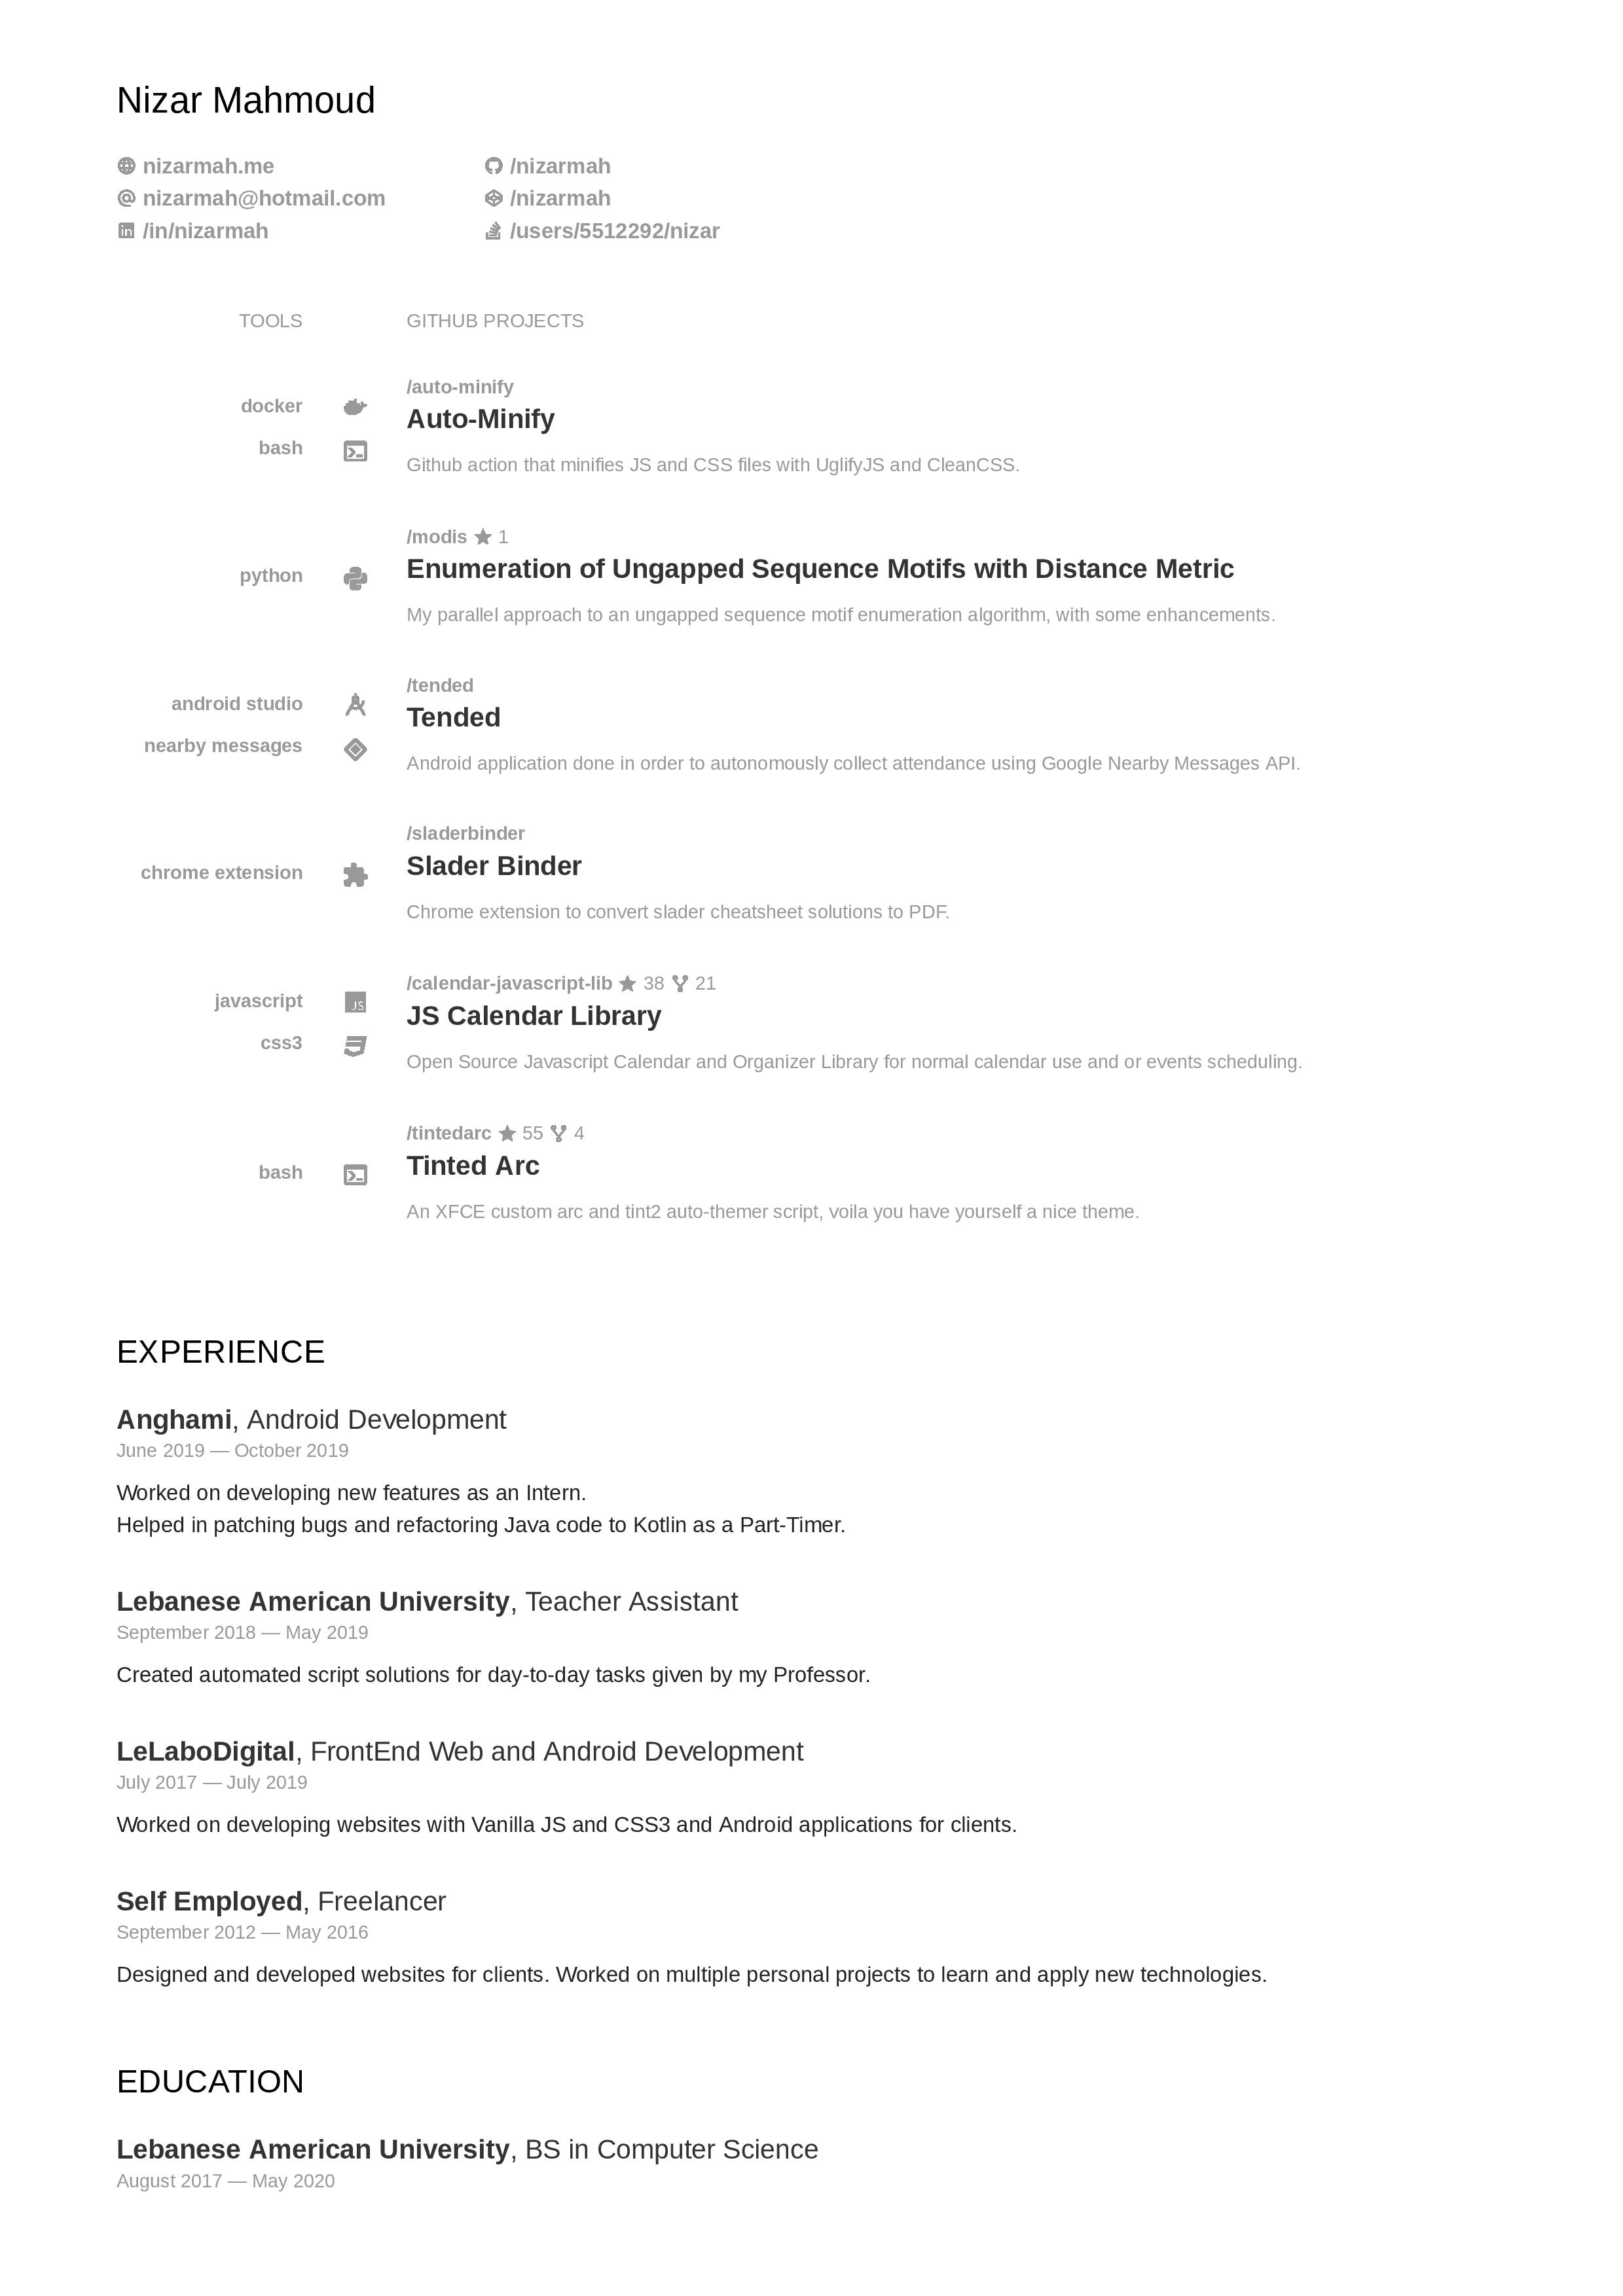 Nizar Mahmoud
nizarmah.me
nizarmah@hotmail.com
/in/nizarmah
/nizarmah
/nizarmah
/users/5512292/nizar
TOOLS
GITHUB PROJECTS
docker
bash
/auto-minify
Auto-Minify
Github action that minifies JS and CSS files with UglifyJS and CleanCSS.
python
/modis 1
Enumeration of Ungapped Sequence Motifs with Distance Metric
My parallel approach to an ungapped sequence motif enumeration algorithm, with some enhancements.
android studio
nearby messages
/tended
Tended
Android application done in order to autonomously collect attendance using Google Nearby Messages API.
chrome extension
/sladerbinder
Slader Binder
Chrome extension to convert slader cheatsheet solutions to PDF.
javascript
JS
css3
/calendar-javascript-lib 38 21
JS Calendar Library
Open Source Javascript Calendar and Organizer Library for normal calendar use and or events scheduling.
bash
/tintedarc 55 4
Tinted Arc
An XFCE custom arc and tint2 auto-themer script, voila you have yourself a nice theme.
EXPERIENCE
Anghami, Android Development
June 2019 — October 2019
Worked on developing new features as an Intern.
Helped in patching bugs and refactoring Java code to Kotlin as a Part-Timer.
Lebanese American University, Teacher Assistant
September 2018 — May 2019
Created automated script solutions for day-to-day tasks given by my Professor.
LeLaboDigital, FrontEnd Web and Android Development
July 2017 — July 2019
Worked on developing websites with Vanilla JS and CSS3 and Android applications for clients.
Self Employed, Freelancer
September 2012 — May 2016
Designed and developed websites for clients. Worked on multiple personal projects to learn and apply new technologies.
EDUCATION
Lebanese American University, BS in Computer Science
August 2017 — May 2020